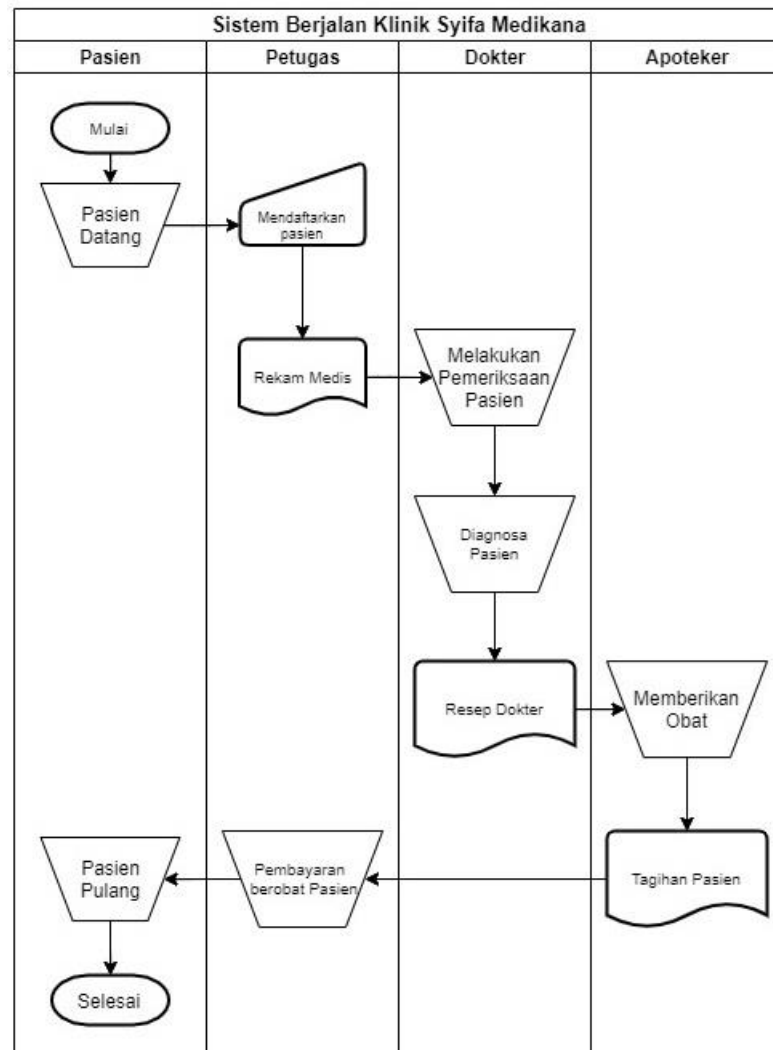 Sistem Berjalan Klinik Syifa Medikana
Pasien
Petugas
Dokter
Apoteker
Mulai
Pasien
Datang
Mendaftarkan
pasien
Rekam Medis
Melakukan
Pemeriksaan
Pasien
Diagnosa
Pasien
Resep Dokter
Memberikan
Obat
Tagihan Pasien
Pembayaran
berobat Pasien
Pasien
Pulang
Selesai